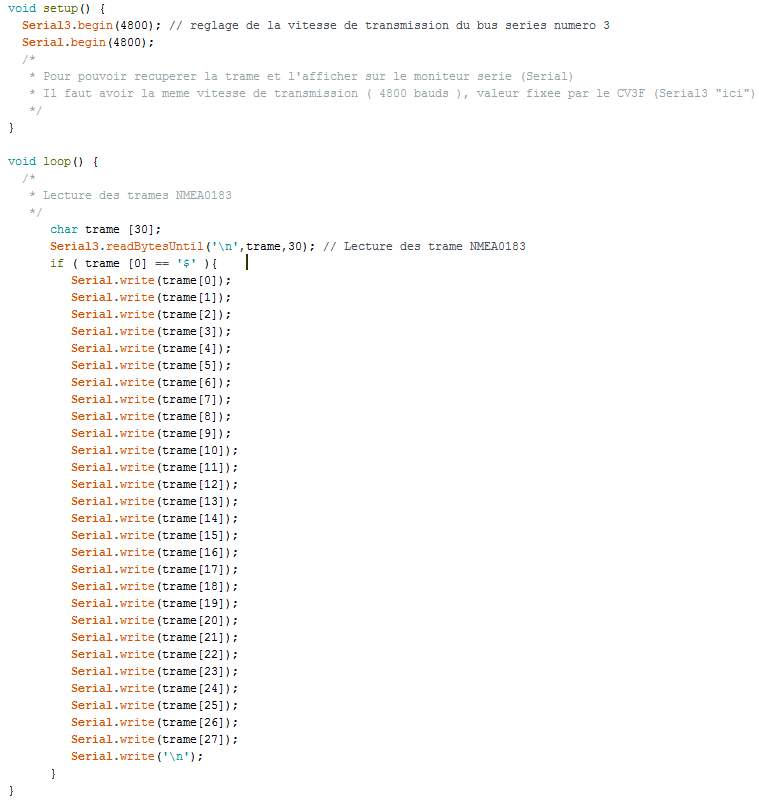 void setup() {
  Serial3.begin(4800); // reglage de la vitesse de transmission du bus series numero 3
  Serial.begin(4800);
  /*
   * Pour pouvoir recuperer la trame et l'afficher sur le moniteur serie (Serial)
   * Il faut avoir la meme vitesse de transmission ( 4800 bauds ), valeur fixee par le CV3F (Serial3 "ici")
   */
}

void loop() {
  /*
   * Lecture des trames NMEA0183
   */
      char trame [30];
      Serial3.readBytesUntil('\n',trame,30); // Lecture des trame NMEA0183
      if ( trame [0] == '$' ){
         Serial.write(trame[0]);
         Serial.write(trame[1]);
         Serial.write(trame[2]);
         Serial.write(trame[3]);
         Serial.write(trame[4]);
         Serial.write(trame[5]);
         Serial.write(trame[6]);
         Serial.write(trame[7]);
         Serial.write(trame[8]);
         Serial.write(trame[9]);
         Serial.write(trame[10]);
         Serial.write(trame[11]);
         Serial.write(trame[12]);
         Serial.write(trame[13]);
         Serial.write(trame[14]);
         Serial.write(trame[15]);
         Serial.write(trame[16]);
         Serial.write(trame[17]);
         Serial.write(trame[18]);
         Serial.write(trame[19]);
         Serial.write(trame[20]);
         Serial.write(trame[21]);
         Serial.write(trame[22]);
         Serial.write(trame[23]);
         Serial.write(trame[24]);
         Serial.write(trame[25]);
         Serial.write(trame[26]);
         Serial.write(trame[27]);
         Serial.write('\n');
      }
}